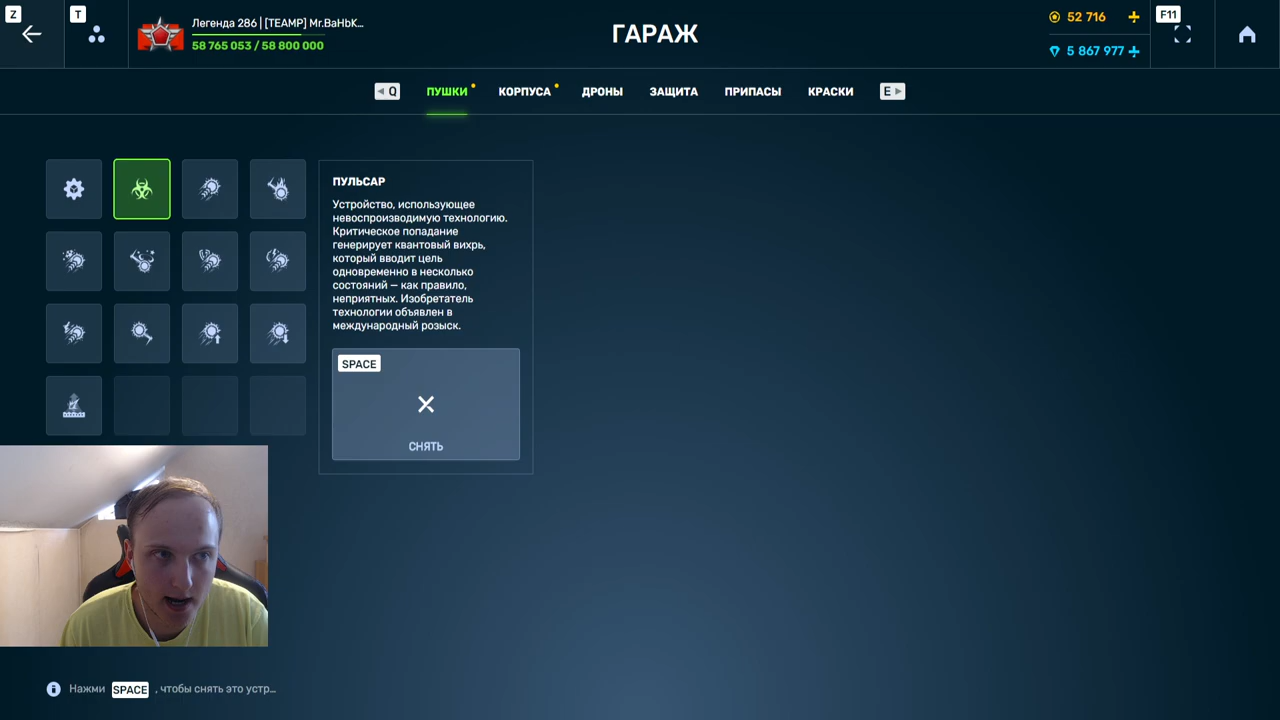 Z
T
Легенда 286 | [TEAMP] Mr.BaHbK...
58 765 053 / 58 800 000
ГАРАЖ
52 716
5 867 977
F11
Q
ПУШКИ
КОРПУСА
ДРОНЫ
ЗАЩИТА
ПРИПАСЫ
КРАСКИ
E
ПУЛЬСАР
Устройство, использующее
невоспроизводимую технологию.
Критическое попадание
генерирует квантовый вихрь,
который вводит цель
одновременно в несколько
состояний — как правило,
неприятных. Изобретатель
технологии объявлен в
международный розыск.
SPACE
СНЯТЬ
Нажми SPACE , чтобы снять это устр...